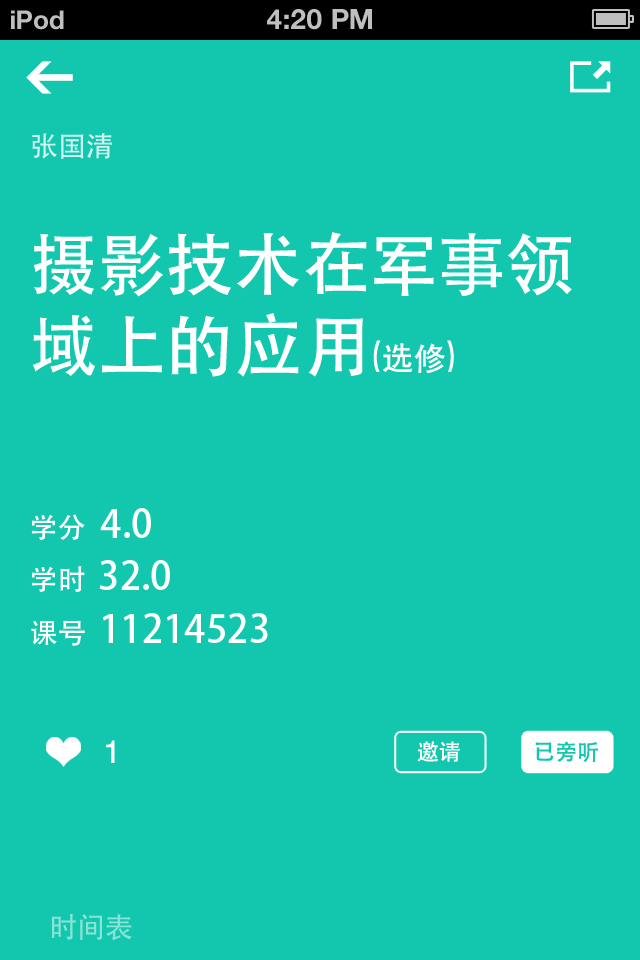 iPod 4:20 PM
张国清
摄影技术在军事领
域上的应用(选修)
学分 4.0
学时 32.0
课号 11214523
1 邀请 已旁听
时间表